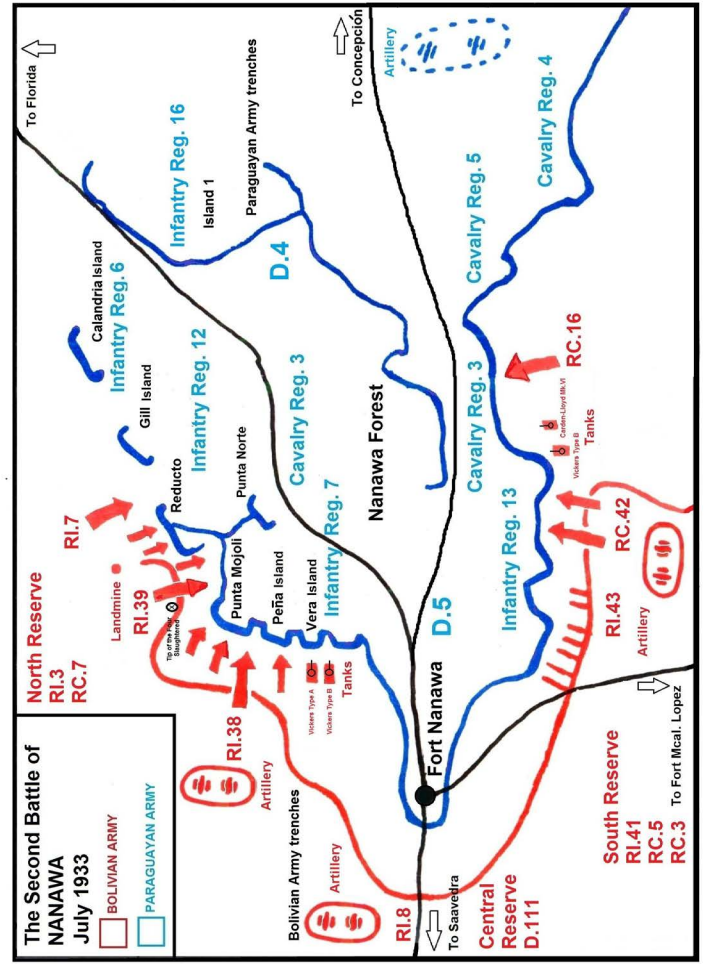 The Second Battle of
NANAWA
July 1933
BOLIVIAN ARMY
PARAGUAYAN ARMY
North Reserve
RI.3
RC.7
RI.7
Landmine
RI.39
Tip of the Four
Slaughtered
RI.38
Artillery
Bolivian Army trenches
Artillery
RI.8
To Saavedra
Central
Reserve
D.111
Vickers Type A
Vickers Type B
Tanks
To Florida
Calandria Island
Infantry Reg. 6
Gill Island
Infantry Reg. 12
Reducto
Punta Norte
Punta Mojoli
Peña Island
Vera Island
Infantry Reg. 7
Cavalry Reg. 3
Infantry Reg. 16
Island 1
Paraguayan Army trenches
D.4
Nanawa Forest
D.5
Fort Nanawa
To Concepción
Artillery
Cavalry Reg. 4
Cavalry Reg. 5
Cavalry Reg. 3
Infantry Reg. 13
RC.16
Carden-Lloyd Mk.VI
Vickers Type B
Tanks
RC.42
RI.43
Artillery
To Fort Mcal. Lopez
South Reserve
RI.41
RC.5
RC.3